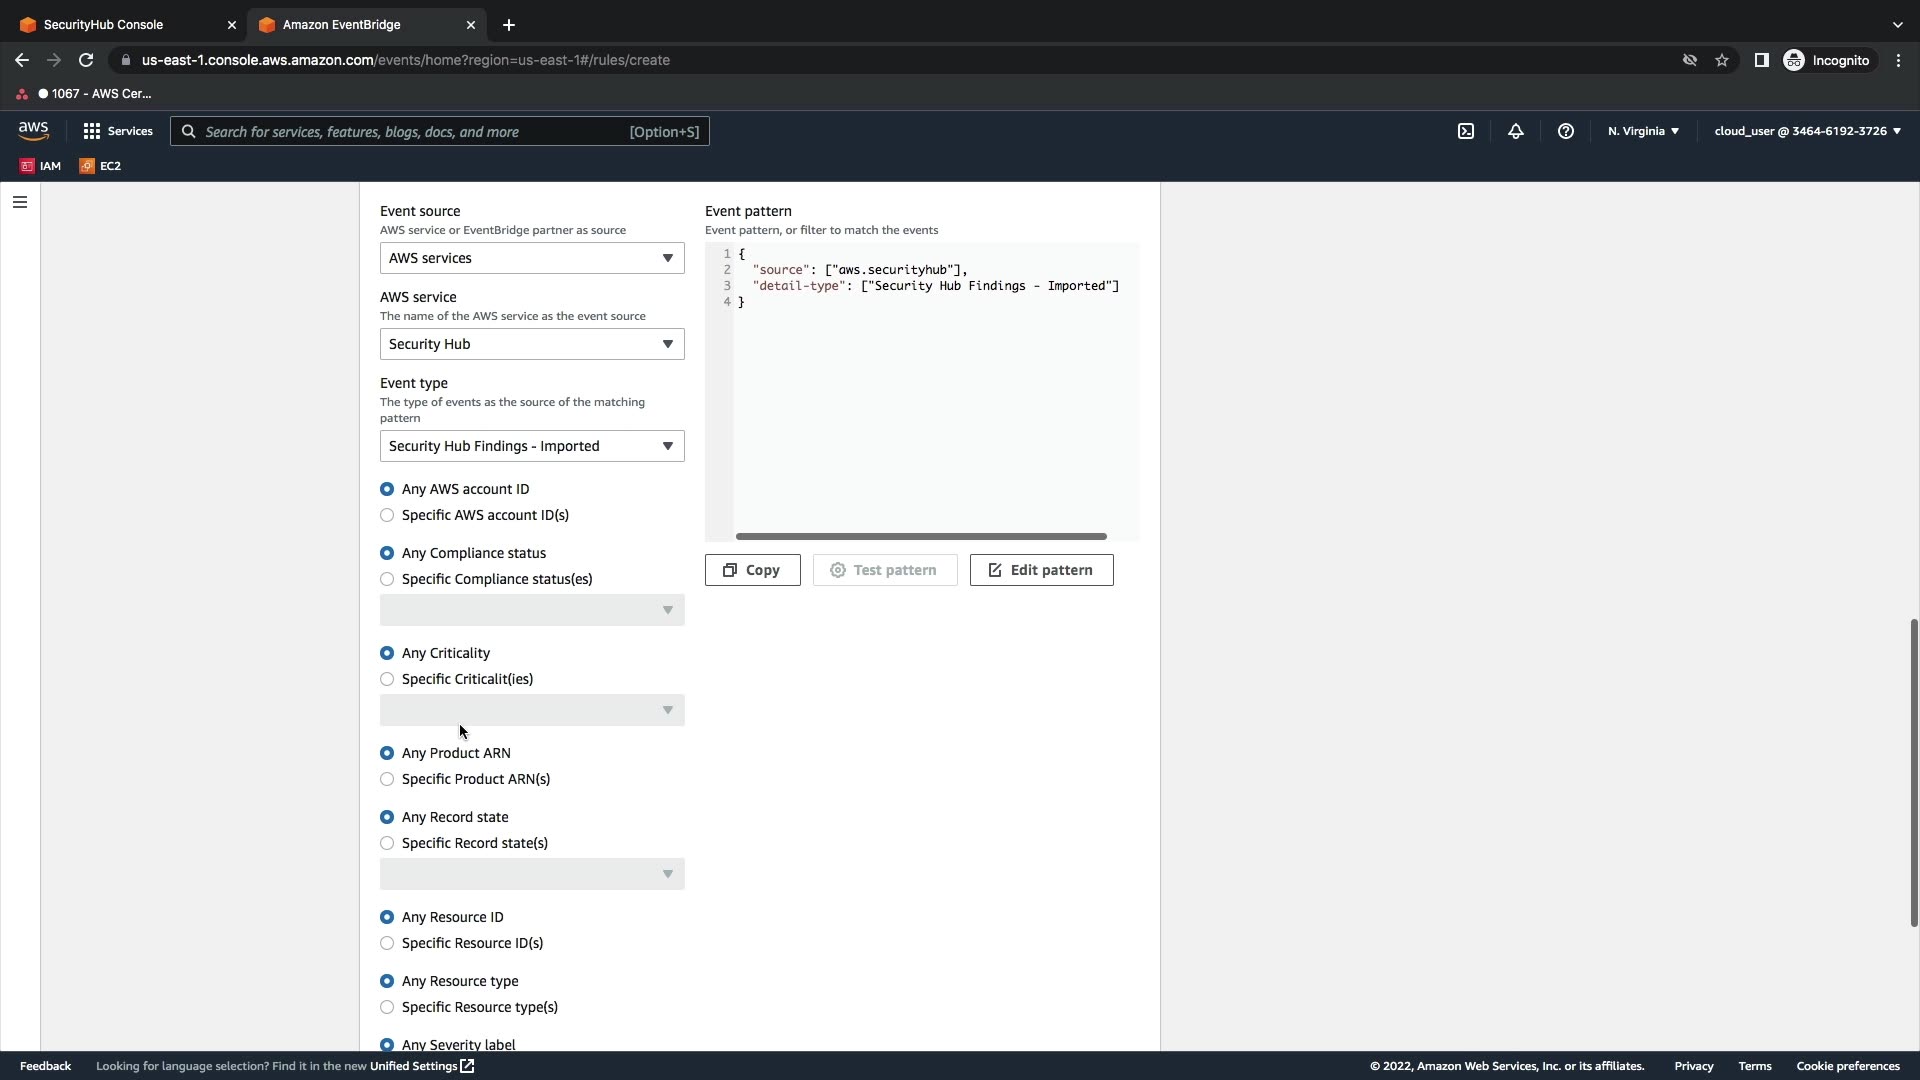 SecurityHub Console
Amazon EventBridge
us-east-1.console.aws.amazon.com/events/home?region=us-east-1#/rules/create
Incognito
1067 - AWS Cer...
aws
Services
Search for services, features, blogs, docs, and more
[Option+S]
N. Virginia
cloud_user @ 3464-6192-3726
IAM
EC2
Event source
AWS service or EventBridge partner as source
AWS services
AWS service
The name of the AWS service as the event source
Security Hub
Event type
The type of events as the source of the matching
pattern
Security Hub Findings - Imported
Any AWS account ID
Specific AWS account ID(s)
Any Compliance status
Specific Compliance status(es)
Any Criticality
Specific Criticalit(ies)
Any Product ARN
Specific Product ARN(s)
Any Record state
Specific Record state(s)
Any Resource ID
Specific Resource ID(s)
Any Resource type
Specific Resource type(s)
Any Severity label
Event pattern
Event pattern, or filter to match the events
1 {
2 "source": ["aws.securityhub"],
3 "detail-type": ["Security Hub Findings - Imported"]
4 }
Copy
Test pattern
Edit pattern
Feedback
Looking for language selection? Find it in the new Unified Settings
© 2022, Amazon Web Services, Inc. or its affiliates.
Privacy
Terms
Cookie preferences